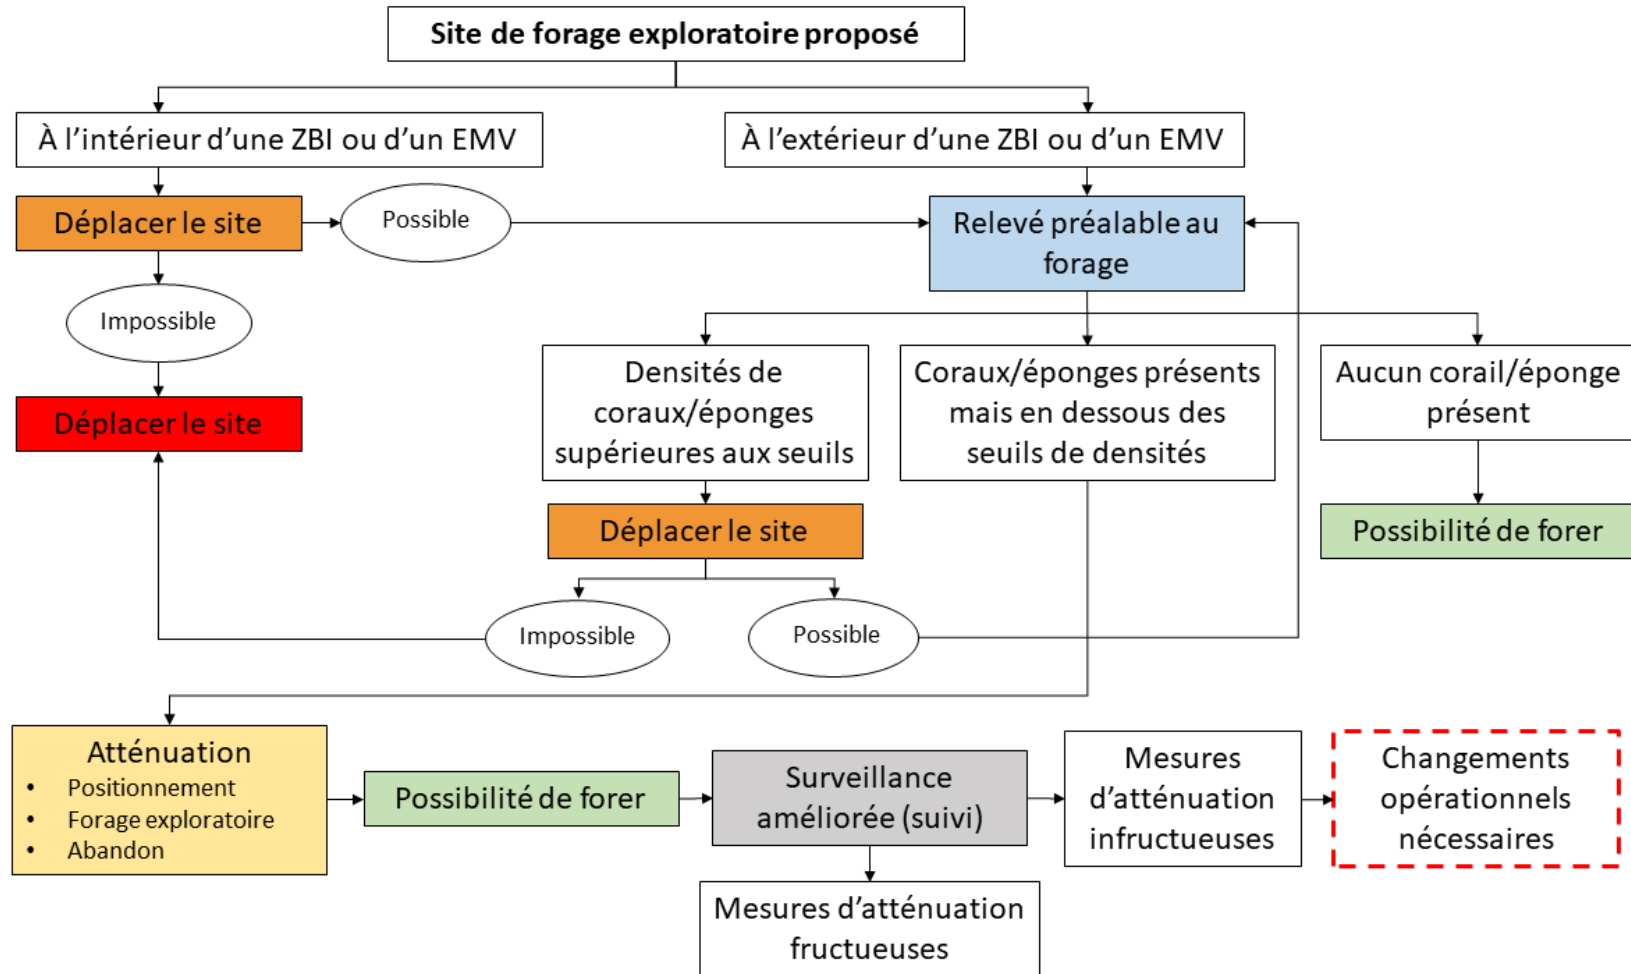 Site de forage exploratoire proposé
À l'intérieur d'une ZBI ou d'un EMV
À l'extérieur d'une ZBI ou d'un EMV
Déplacer le site
Possible
Relevé préalable au
forage
Impossible
Déplacer le site
Densités de
coraux/éponges
supérieures aux seuils
Coraux/éponges présents
mais en dessous des
seuils de densités
Aucun corail/éponge
présent
Déplacer le site
Possibilité de forer
Impossible
Possible
Atténuation
• Positionnement
• Forage exploratoire
• Abandon
Possibilité de forer
Surveillance
améliorée (suivi)
Mesures
d'atténuation
infructueuses
Changements
opérationnels
nécessaires
Mesures d'atténuation
fructueuses